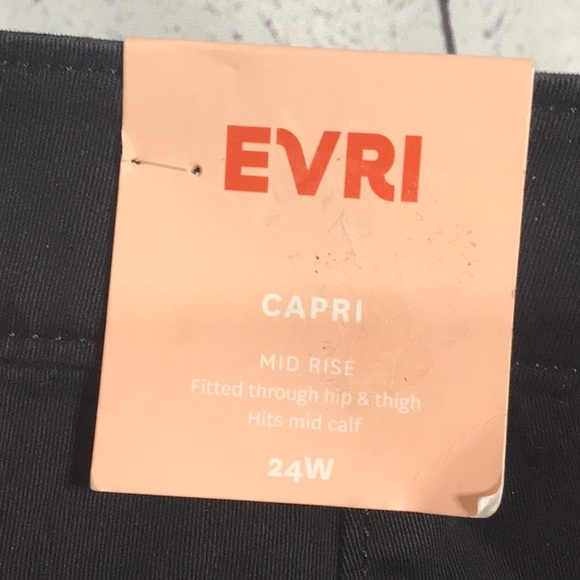 EVRI
CAPRI
MID RISE
Fitted through hip & thigh
Hits mid calf
24W